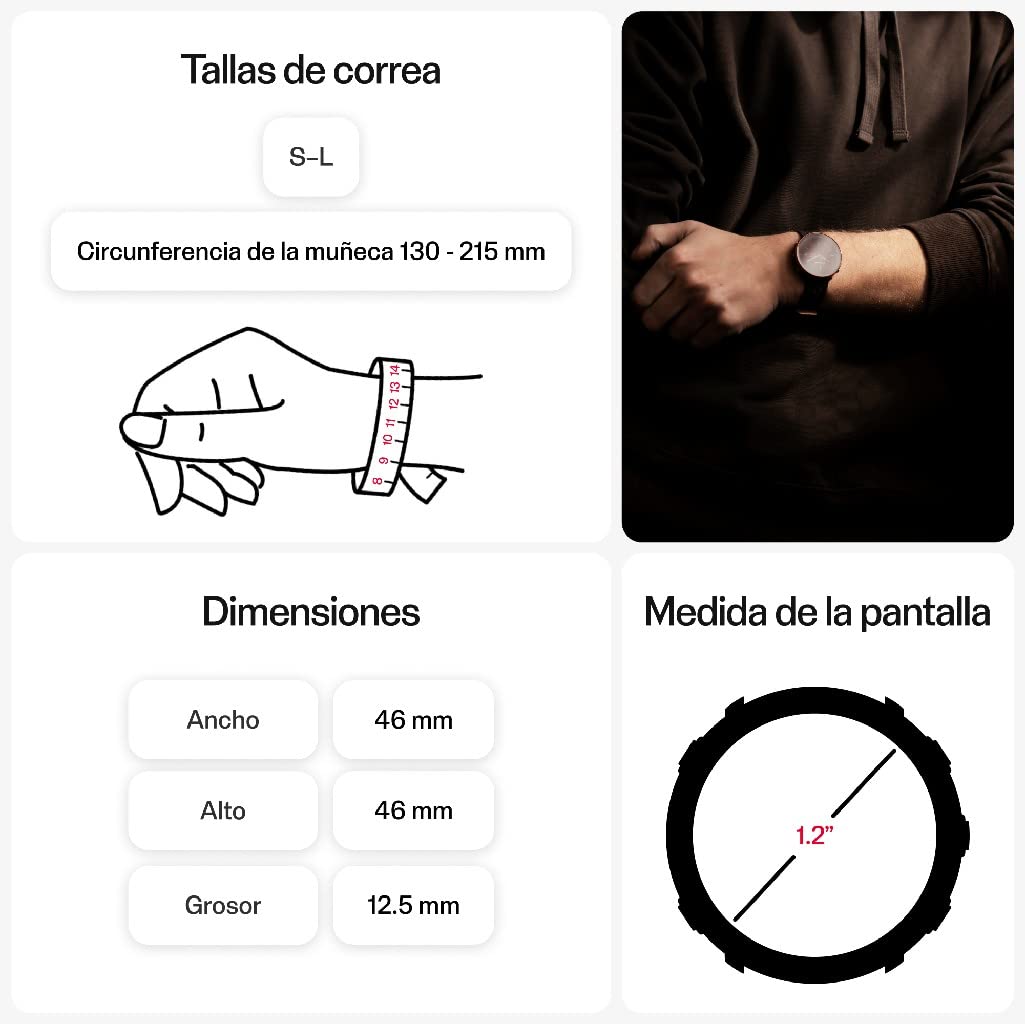 Tallas de correa
S–L
Circunferencia de la muñeca 130 - 215 mm
14
13
12
11
10
9
8
Dimensiones
Ancho 46 mm
Alto 46 mm
Grosor 12.5 mm
Medida de la pantalla
1.2”